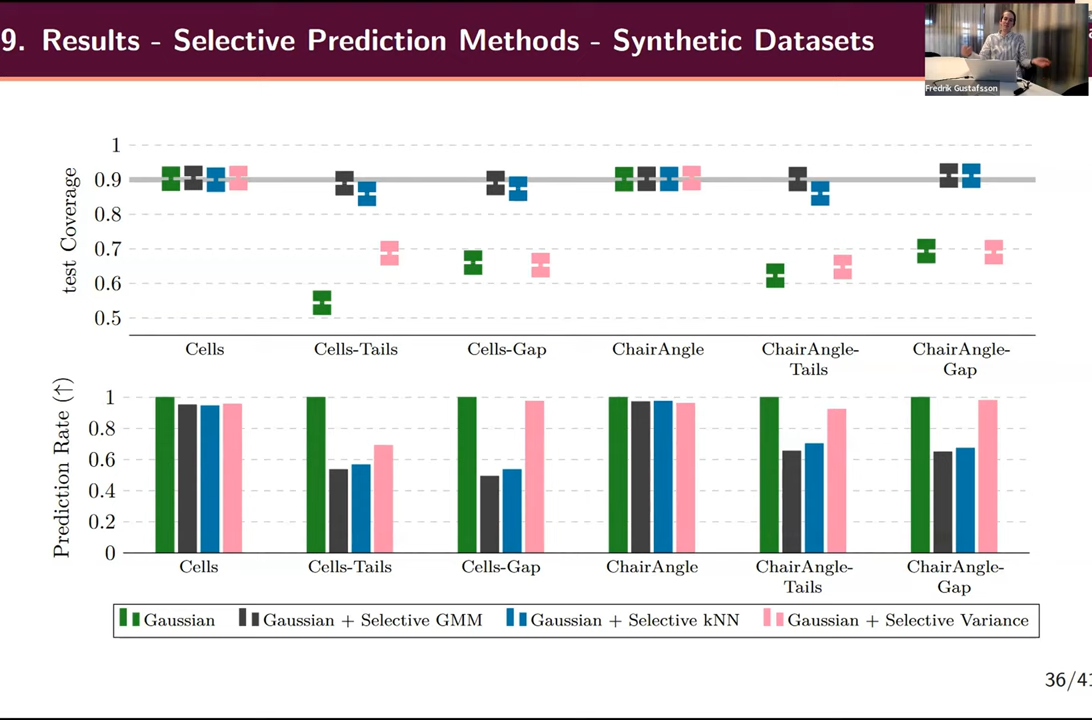 9. Results - Selective Prediction Methods - Synthetic Datasets
Fredrik Gustafsson
test Coverage
1
0.9
0.8
0.7
0.6
0.5
Cells
Cells-Tails
Cells-Gap
ChairAngle
ChairAngle-
Tails
ChairAngle-
Gap
Prediction Rate (↑)
1
0.8
0.6
0.4
0.2
0
Cells
Cells-Tails
Cells-Gap
ChairAngle
ChairAngle-
Tails
ChairAngle-
Gap
Gaussian
Gaussian + Selective GMM
Gaussian + Selective kNN
Gaussian + Selective Variance